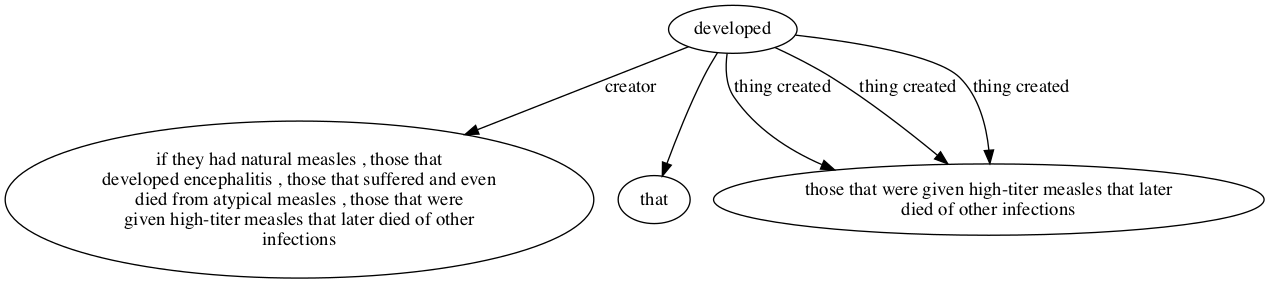 developed
creator
thing created
thing created
thing created
if they had natural measles , those that
developed encephalitis , those that suffered and even
died from atypical measles , those that were
given high-titer measles that later died of other
infections
that
those that were given high-titer measles that later
died of other infections